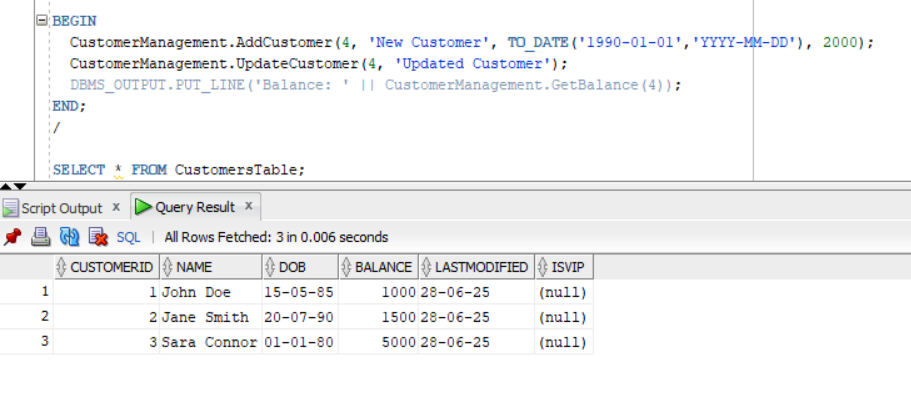 BEGIN
CustomerManagement.AddCustomer(4, 'New Customer', TO_DATE('1990-01-01','YYYY-MM-DD'), 2000);
CustomerManagement.UpdateCustomer(4, 'Updated Customer');
DBMS_OUTPUT.PUT_LINE('Balance: ' || CustomerManagement.GetBalance(4));
END;
/
SELECT * FROM CustomersTable;
Script Output x Query Result x
SQL | All Rows Fetched: 3 in 0.006 seconds
CUSTOMERID NAME DOB BALANCE LASTMODIFIED ISVIP
1 1 John Doe 15-05-85 1000 28-06-25 (null)
2 2 Jane Smith 20-07-90 1500 28-06-25 (null)
3 3 Sara Connor 01-01-80 5000 28-06-25 (null)